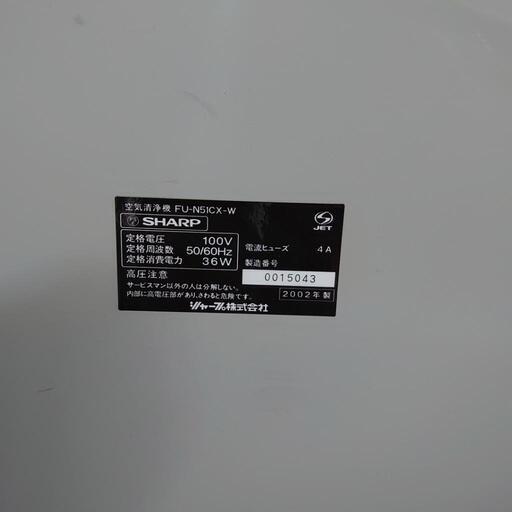 空気清浄機 FU-N51CX-W
SHARP
JET
定格電圧 100V
定格周波数 50/60Hz
定格消費電力 36W
電流ヒューズ 4A
製造番号
0015043
高圧注意
サービスマン以外の人は分解しない。
内部に高電圧部があり、さわると危険です。
2002年製
シャープ株式会社